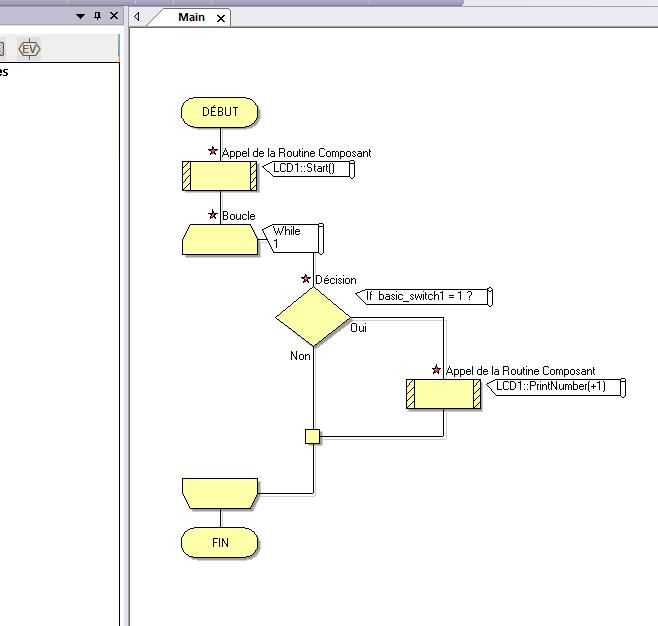 Main
EV
es
DÉBUT
Appel de la Routine Composant
LCD1::Start()
Boucle
While
1
Décision
If basic_switch1 = 1 ?
Oui
Non
Appel de la Routine Composant
LCD1::PrintNumber(+1)
FIN